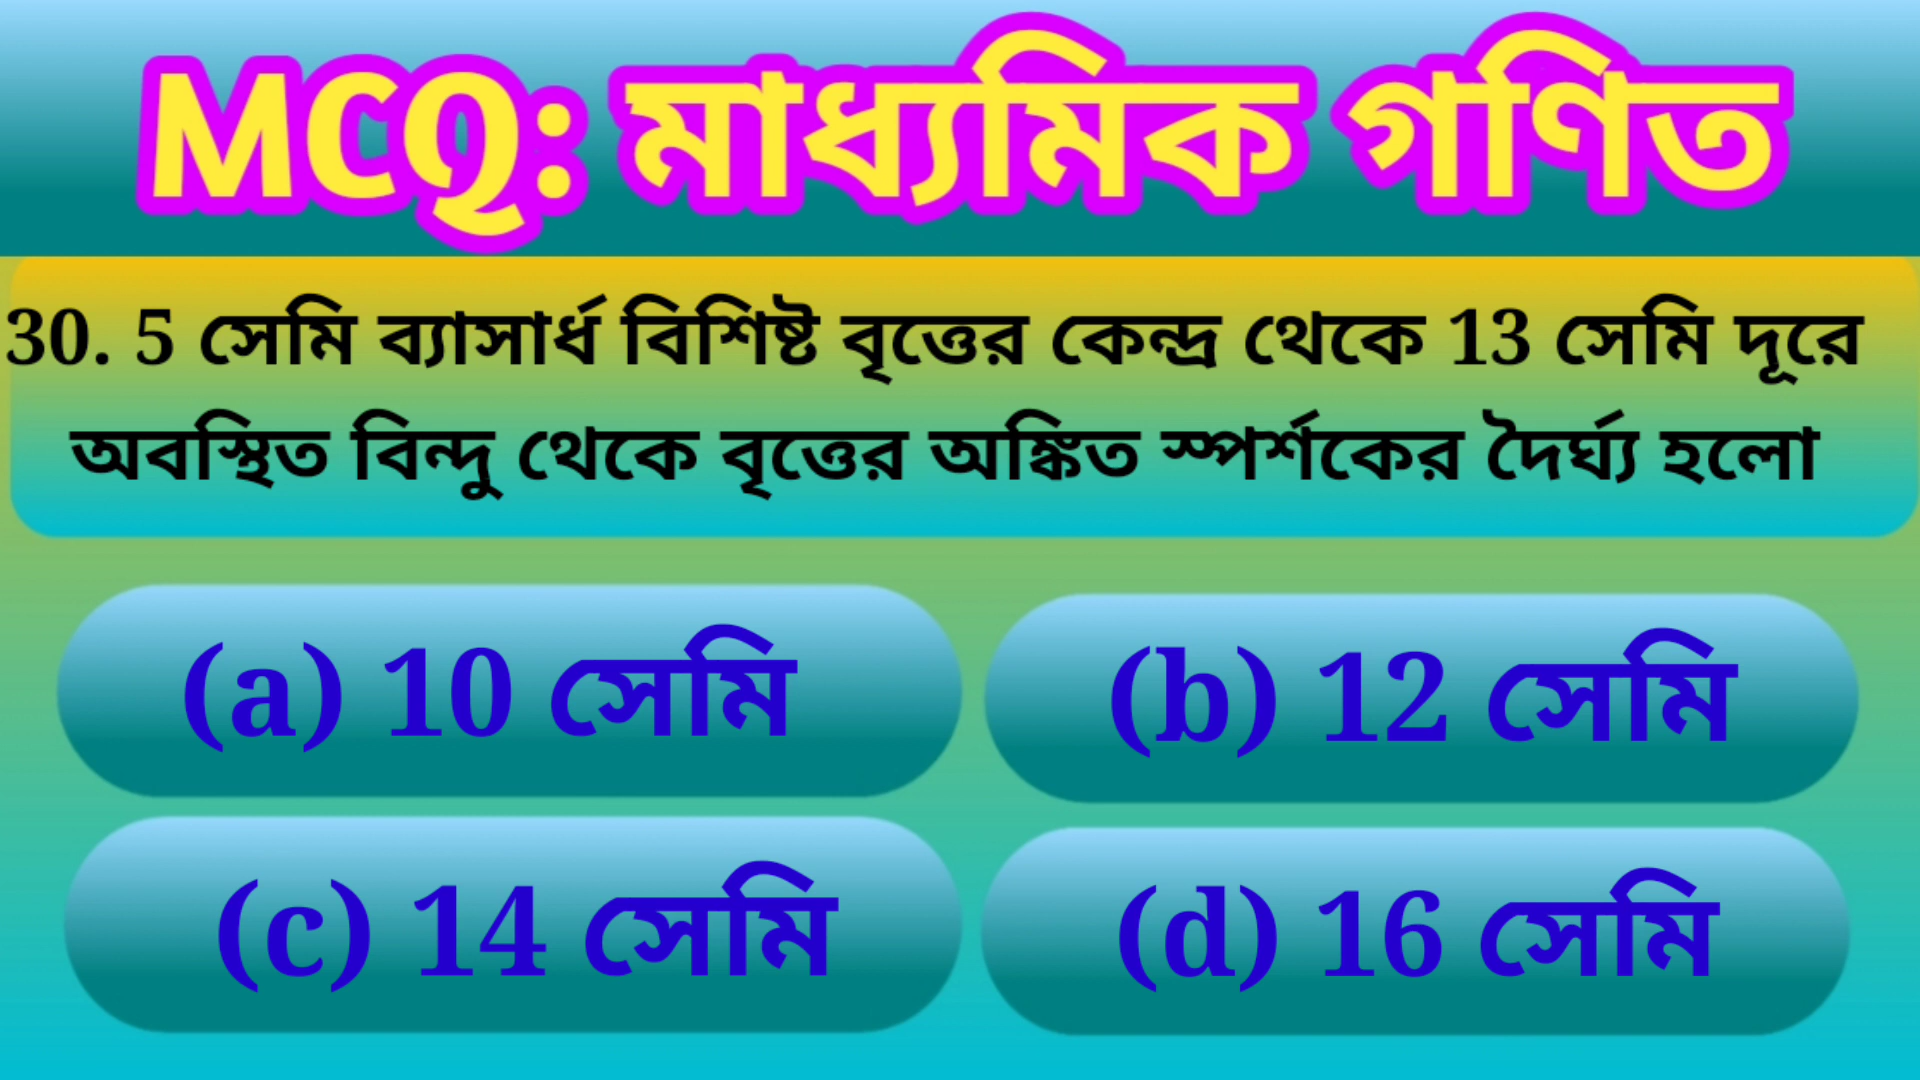 MCQ: মাধ্যমিক গণিত
30. 5 সেমি ব্যাসার্ধ বিশিষ্ট বৃত্তের কেন্দ্র থেকে 13 সেমি দূরে
অবস্থিত বিন্দু থেকে বৃত্তের অঙ্কিত স্পর্শকের দৈর্ঘ্য হলো
(a) 10 সেমি
(b) 12 সেমি
(c) 14 সেমি
(d) 16 সেমি